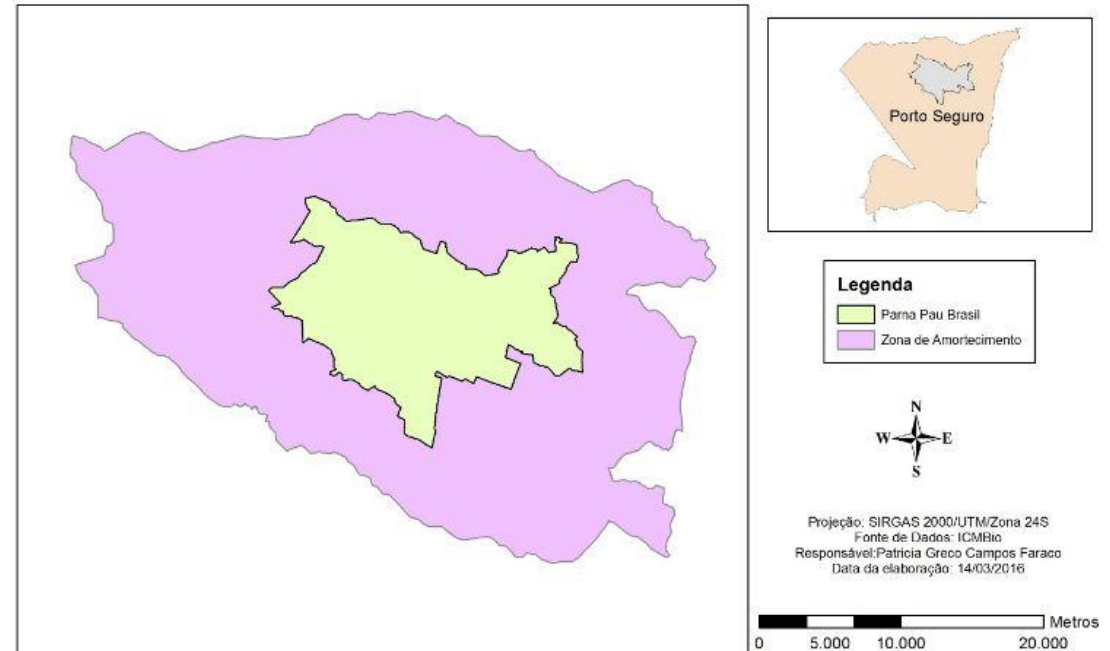 Porto Seguro
Legenda
Parna Pau Brasil
Zona de Amortecimento
N
W E
S
Projeção: SIRGAS 2000/UTM/Zona 24S
Fonte de Dados: ICMBio
Responsável:Patricia Greco Campos Faraco
Data da elaboração: 14/03/2016
Metros
0 5.000 10.000 20.000